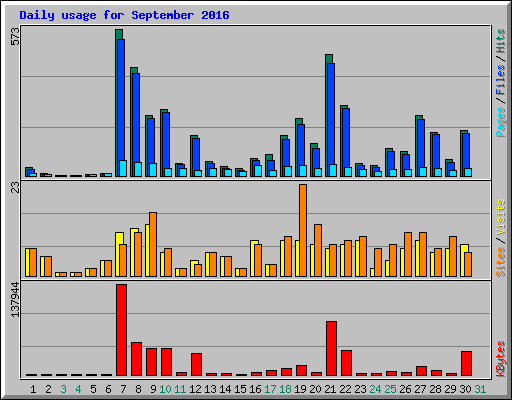 Daily usage for September 2016
573
Pages / Files / Hits
23
Sites / Visits
137944
KBytes
1 2 3 4 5 6 7 8 9 10 11 12 13 14 15 16 17 18 19 20 21 22 23 24 25 26 27 28 29 30 31